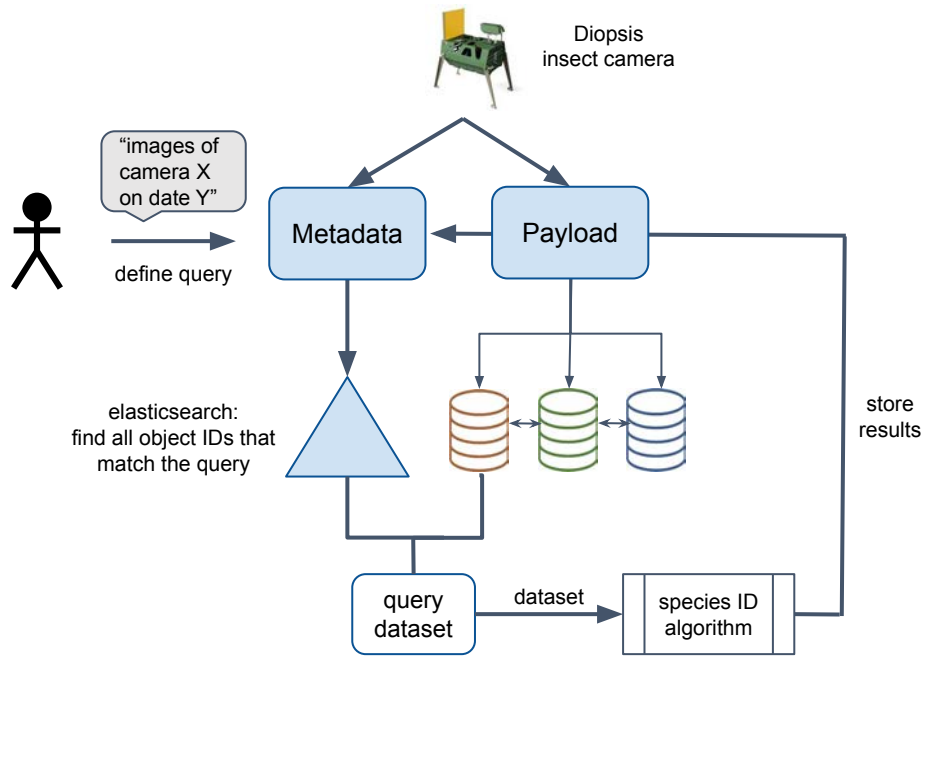 Diopsis
insect camera
“images of
camera X
on date Y”
define query
Metadata
Payload
elasticsearch:
find all object IDs that
match the query
store
results
query
dataset
dataset
species ID
algorithm